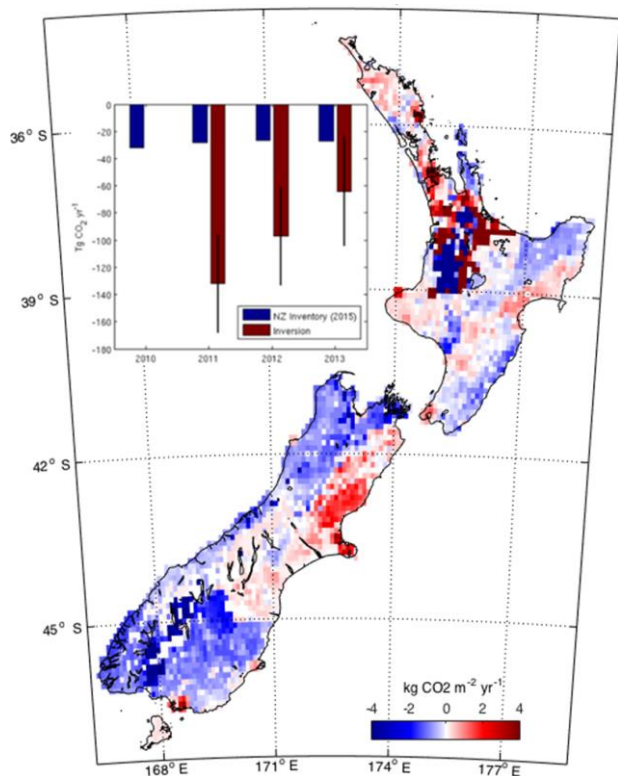 0
-20
-40
-60
-80
-100
-120
-140
-160
-180
Tg CO₂ yr⁻¹
2010 2011 2012 2013
NZ Inventory (2015)
Inversion
36° S
39° S
42° S
45° S
kg CO2 m⁻² yr⁻¹
-4 -2 0 2 4
168° E 171° E 174° E 177° E